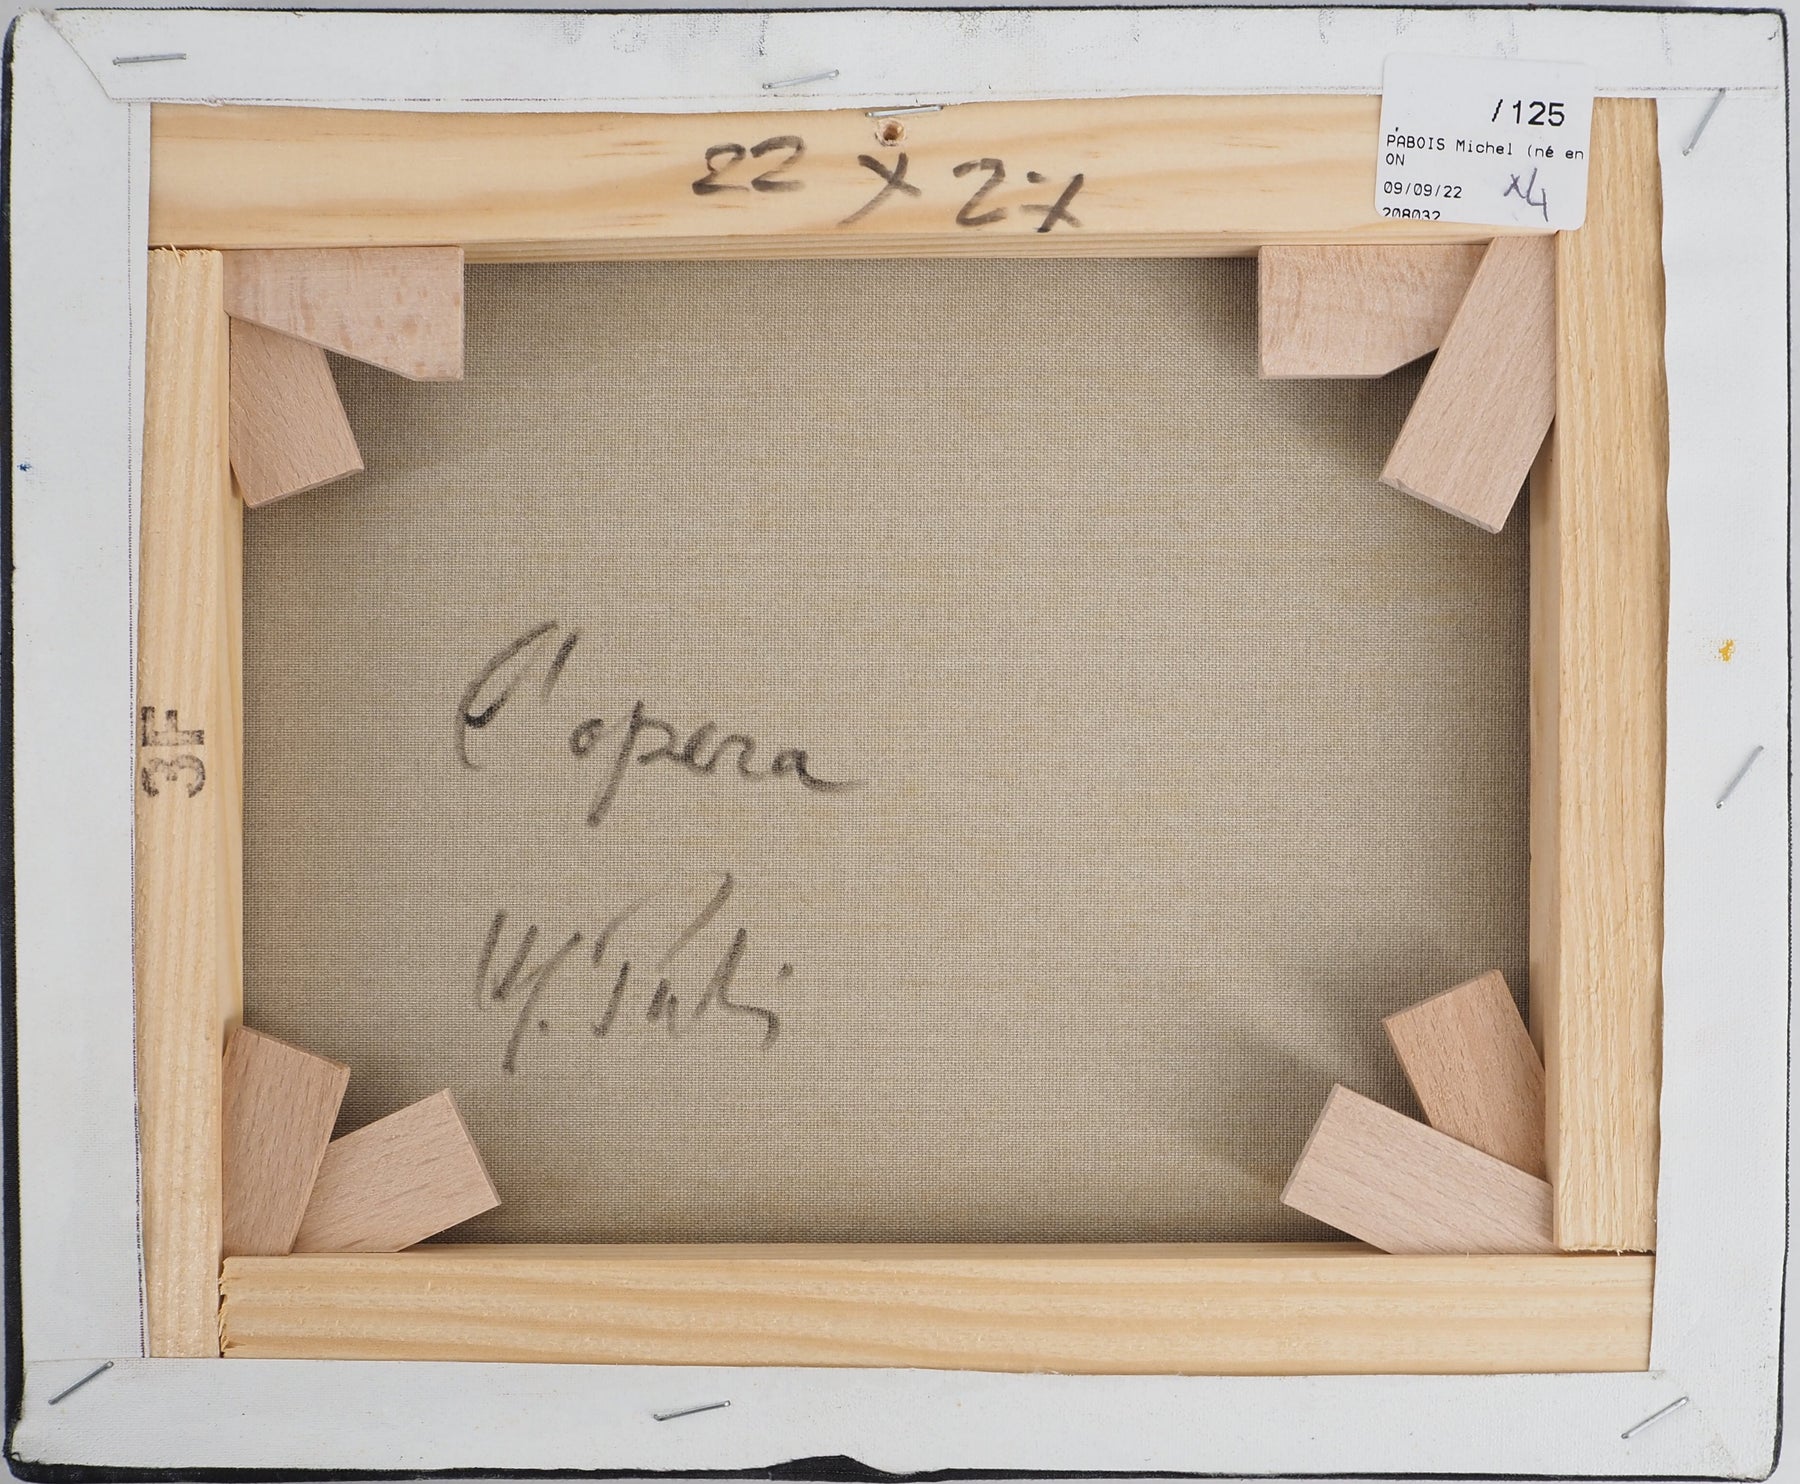 22 x 27
/125
PABOIS Michel (né en
ON
09/09/22 x4
208032
3F
l'opera